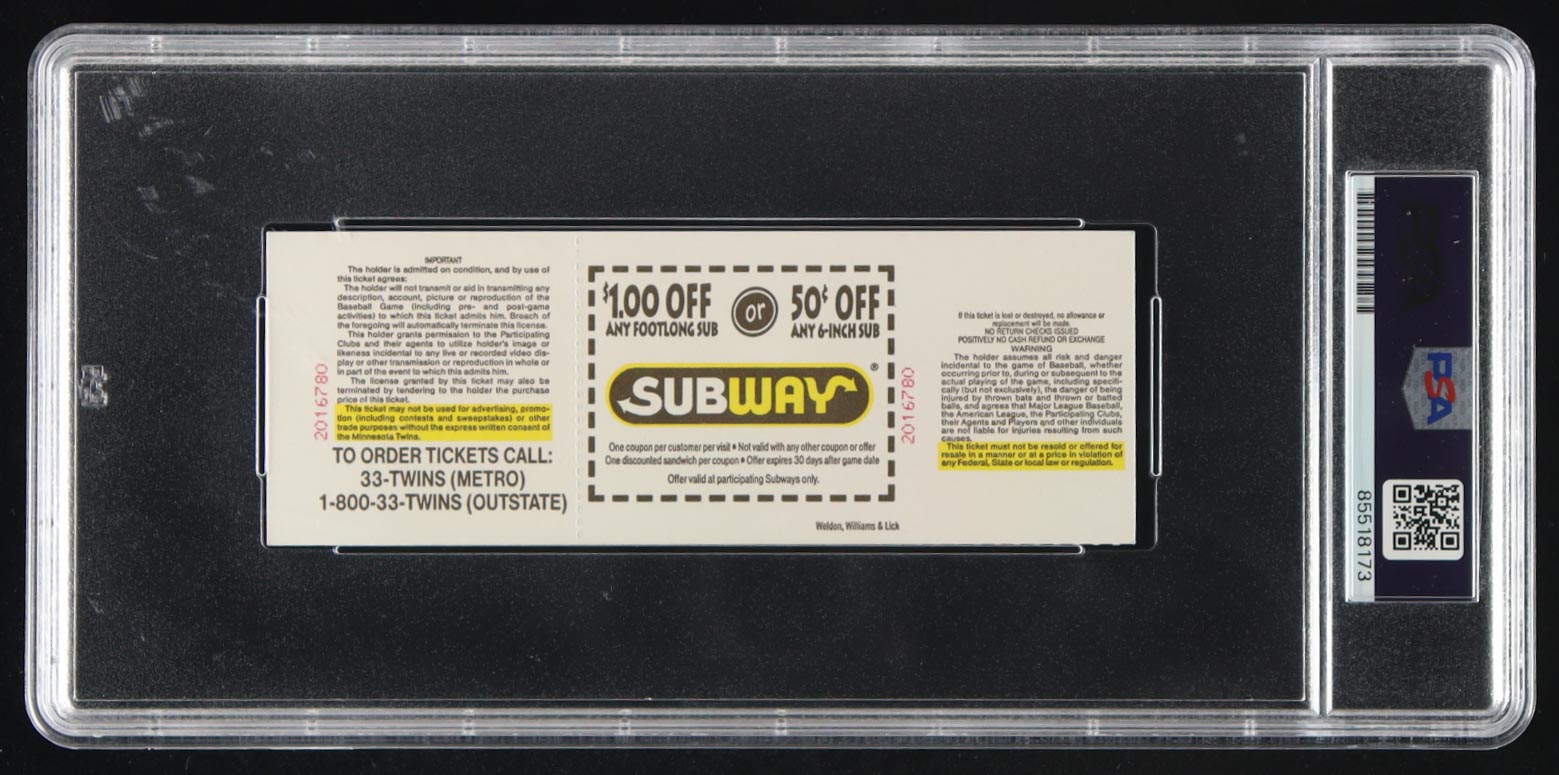 IMPORTANT
The holder is admitted on condition, and by use of
this ticket agrees:
The holder will not transmit or aid in transmitting any
description, account, picture or reproduction of the
Baseball Game (including pre- and post-game
activities) to which this ticket admits him. Breach of
the foregoing will automatically terminate this license.
This holder grants permission to the Participating
Clubs and their agents to utilize holder's image or
likeness incidental to any live or recorded video dis-
play or other transmission or reproduction in whole or
in part of the event to which this admits him.
The license granted by this ticket may also be
terminated by tendering to the holder the purchase
price of this ticket.
This ticket may not be used for advertising, promo-
tion (including contests and sweepstakes) or other
trade purposes without the express written consent of
the Minnesota Twins.
TO ORDER TICKETS CALL:
33-TWINS (METRO)
1-800-33-TWINS (OUTSTATE)
2016780
$1.00 OFF
ANY FOOTLONG SUB
or
50¢ OFF
ANY 6-INCH SUB
SUBWAY®
One coupon per customer per visit • Not valid with any other coupon or offer
One discounted sandwich per coupon • Offer expires 30 days after game date
Offer valid at participating Subways only.
Weldon, Williams & Lick
2016780
If this ticket is lost or destroyed, no allowance or
replacement will be made.
NO RETURN CHECKS ISSUED
POSITIVELY NO CASH REFUND OR EXCHANGE
WARNING
The holder assumes all risk and danger
incidental to the game of Baseball, whether
occurring prior to, during or subsequent to the
actual playing of the game, including specifi-
cally (but not exclusively), the danger of being
injured by thrown bats and thrown or batted
balls, and agrees that Major League Baseball,
the American League, the Participating Clubs,
their Agents and Players and other individuals
are not liable for injuries resulting from such
causes.
This ticket must not be resold or offered for
resale in a manner or at a price in violation of
any Federal, State or local law or regulation.
PSA
PSA
85518173